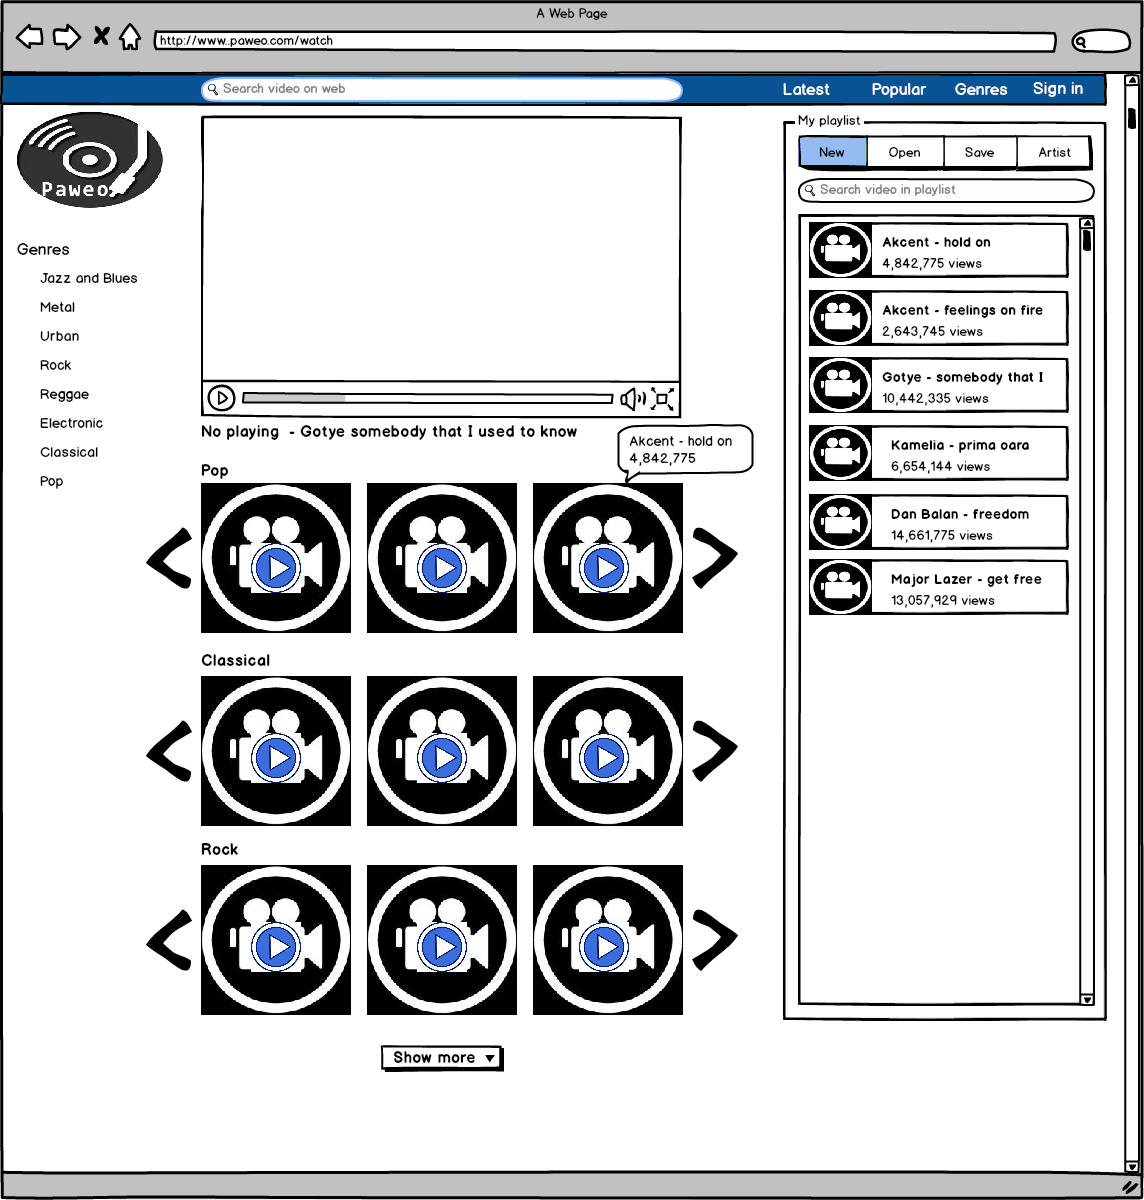 A Web Page
http://www.paweo.com/watch
Search video on web
Latest
Popular
Genres
Sign in
Paweo
Genres
Jazz and Blues
Metal
Urban
Rock
Reggae
Electronic
Classical
Pop
No playing - Gotye somebody that I used to know
Akcent - hold on
4,842,775
Pop
Classical
Rock
Show more
My playlist
New
Open
Save
Artist
Search video in playlist
Akcent - hold on
4,842,775 views
Akcent - feelings on fire
2,643,745 views
Gotye - somebody that I
10,442,335 views
Kamelia - prima oara
6,654,144 views
Dan Balan - freedom
14,661,775 views
Major Lazer - get free
13,057,929 views